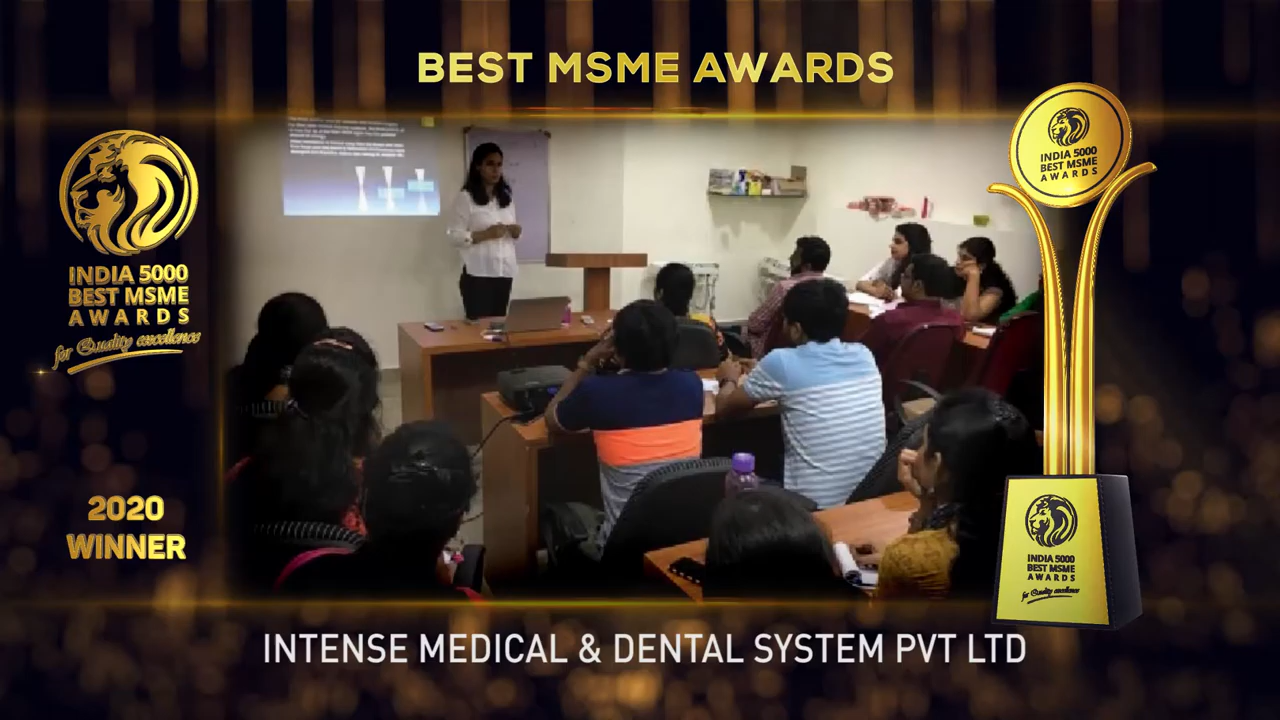 BEST MSME AWARDS
INDIA 5000
BEST MSME
AWARDS
for Quality excellence
2020
WINNER
INDIA 5000
BEST MSME
AWARDS
INDIA 5000
BEST MSME
AWARDS
for Quality excellence
INTENSE MEDICAL & DENTAL SYSTEM PVT LTD